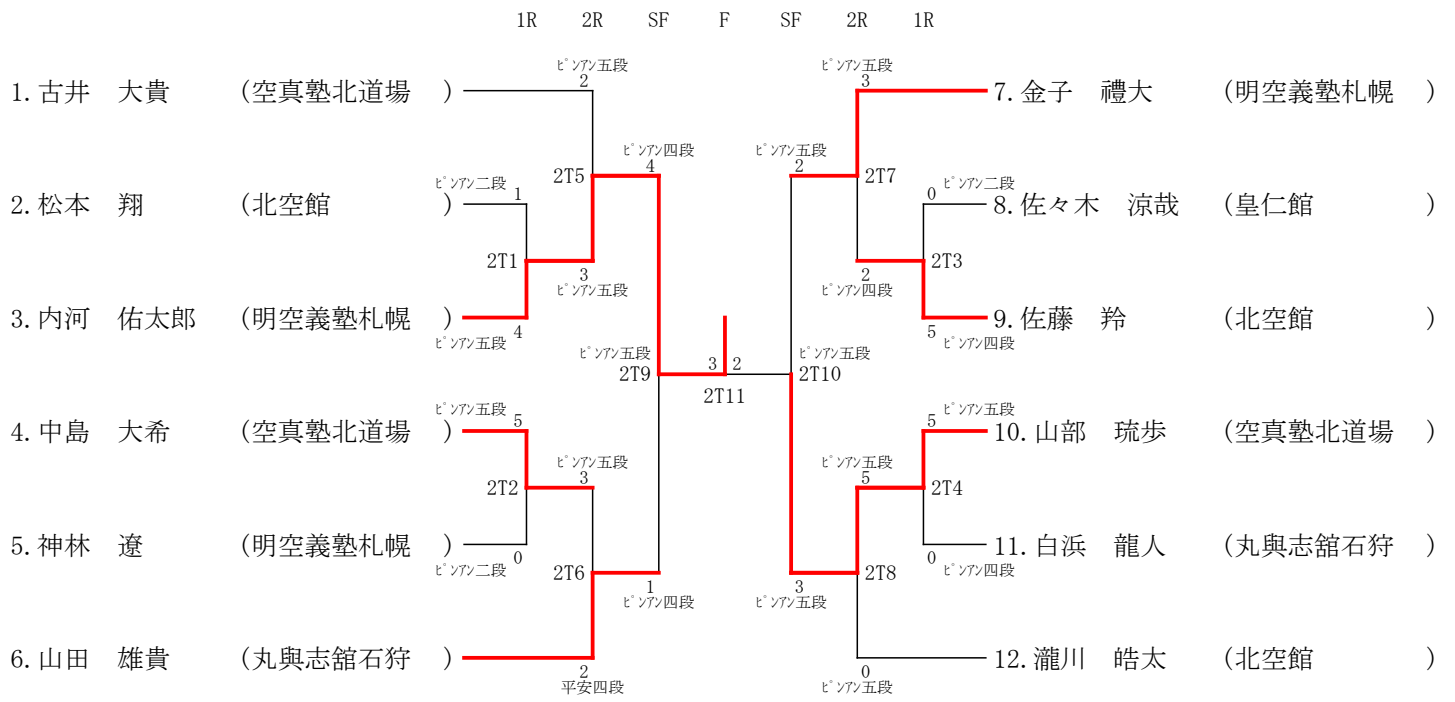 1R 2R SF F SF 2R 1R
ピンアン五段 ピンアン五段
2 3
1. 古井 大貴 (空真塾北道場 ) 7. 金子 禮大 (明空義塾札幌 )
ピンアン四段 ピンアン五段
4 2
2T5 2T7
ピンアン二段 ピンアン二段
1 0
2. 松本 翔 (北空館 ) 8. 佐々木 涼哉 (皇仁館 )
2T1 2T3
3 2
ピンアン五段 ピンアン四段
3. 内河 佑太郎 (明空義塾札幌 ) 9. 佐藤 羚 (北空館 )
4 5
ピンアン五段 ピンアン四段
ピンアン五段 ピンアン五段
3 2
2T9 2T10
2T11
ピンアン五段 ピンアン五段
5 5
4. 中島 大希 (空真塾北道場 ) 10. 山部 琉歩 (空真塾北道場 )
ピンアン五段 ピンアン五段
3 5
2T2 2T4
5. 神林 遼 (明空義塾札幌 ) 11. 白浜 龍人 (丸與志舘石狩 )
0 0
ピンアン二段 ピンアン四段
2T6 2T8
1 3
ピンアン四段 ピンアン五段
6. 山田 雄貴 (丸與志舘石狩 ) 12. 瀧川 皓太 (北空館 )
2 0
平安四段 ピンアン五段